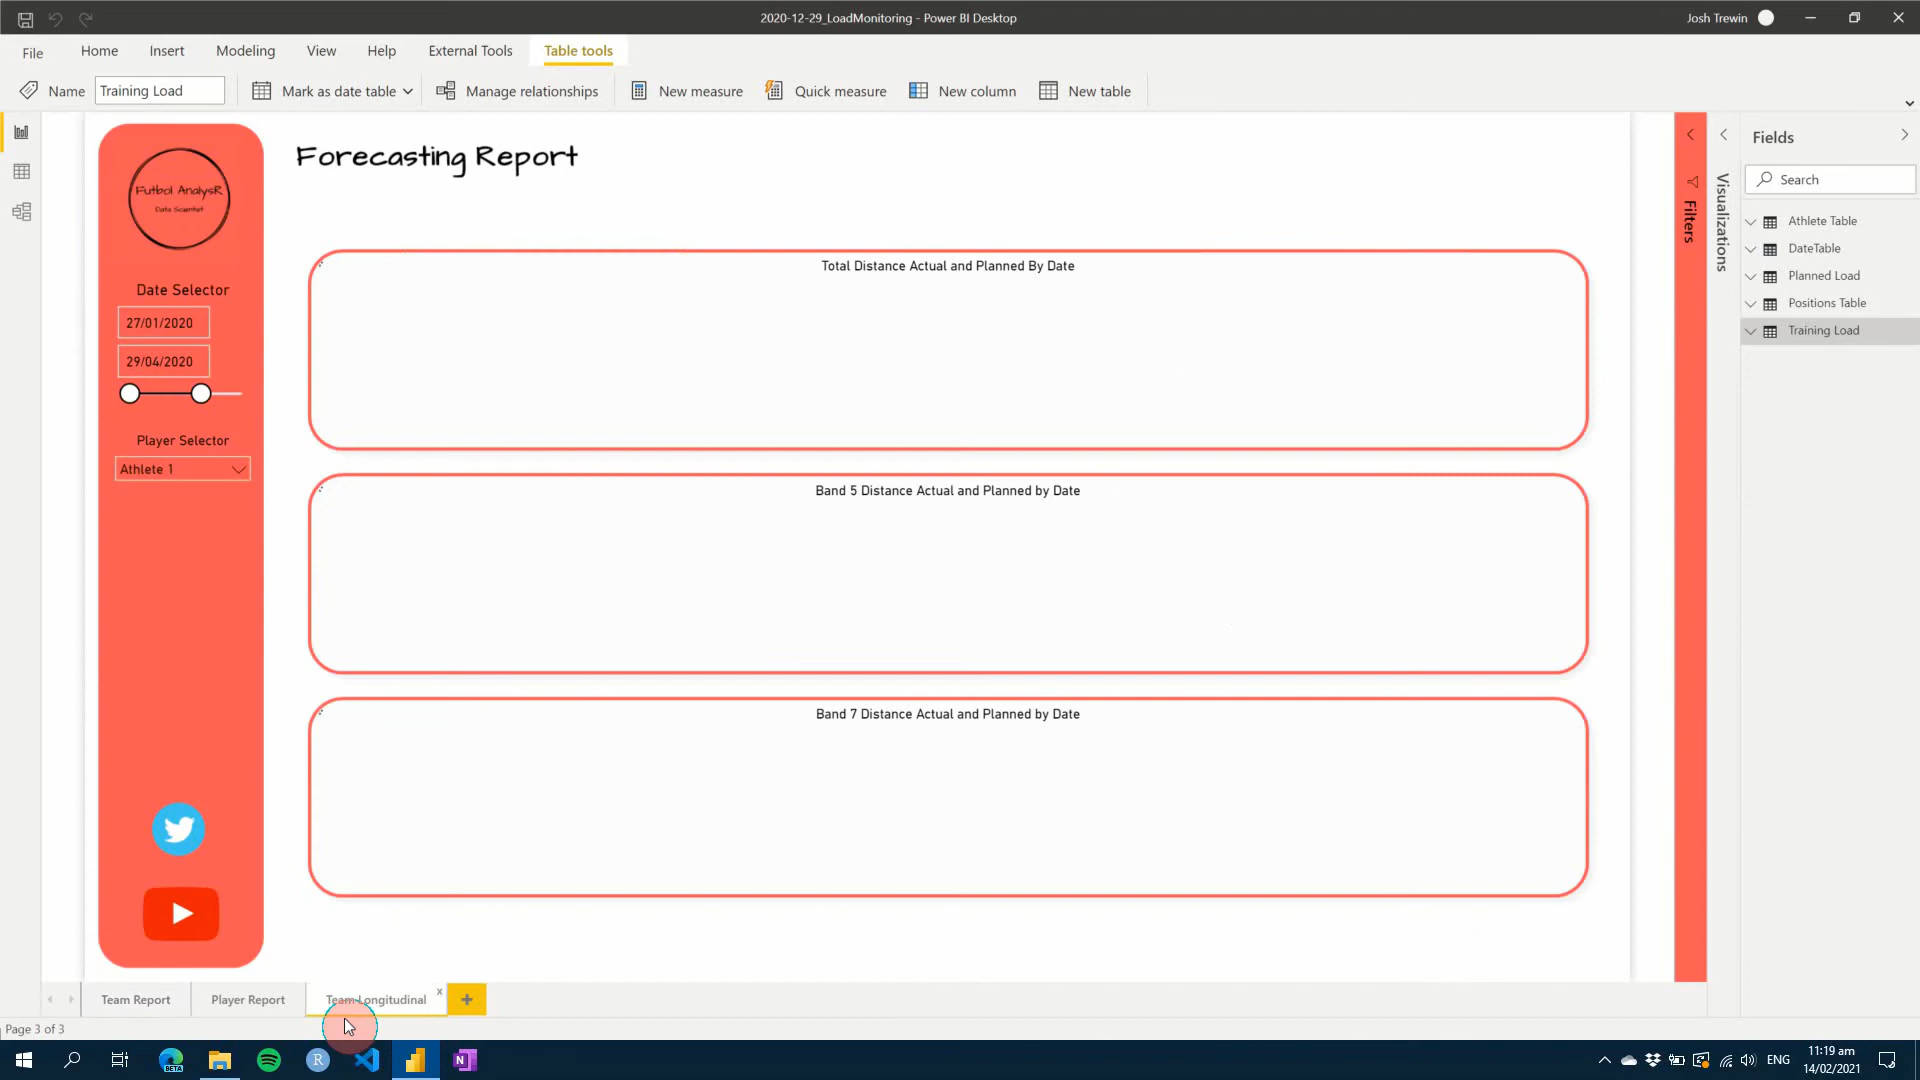 2020-12-29_LoadMonitoring - Power BI Desktop
Josh Trewin
File
Home
Insert
Modeling
View
Help
External Tools
Table tools
Name
Training Load
Mark as date table
Manage relationships
New measure
Quick measure
New column
New table
Futbol AnalysR
Data Scientist
Forecasting Report
Date Selector
27/01/2020
29/04/2020
Player Selector
Athlete 1
Total Distance Actual and Planned By Date
Band 5 Distance Actual and Planned by Date
Band 7 Distance Actual and Planned by Date
Filters
Visualizations
Fields
Search
Athlete Table
DateTable
Planned Load
Positions Table
Training Load
Team Report
Player Report
Team Longitudinal
Page 3 of 3
BETA
R
N
ENG
11:19 am
14/02/2021